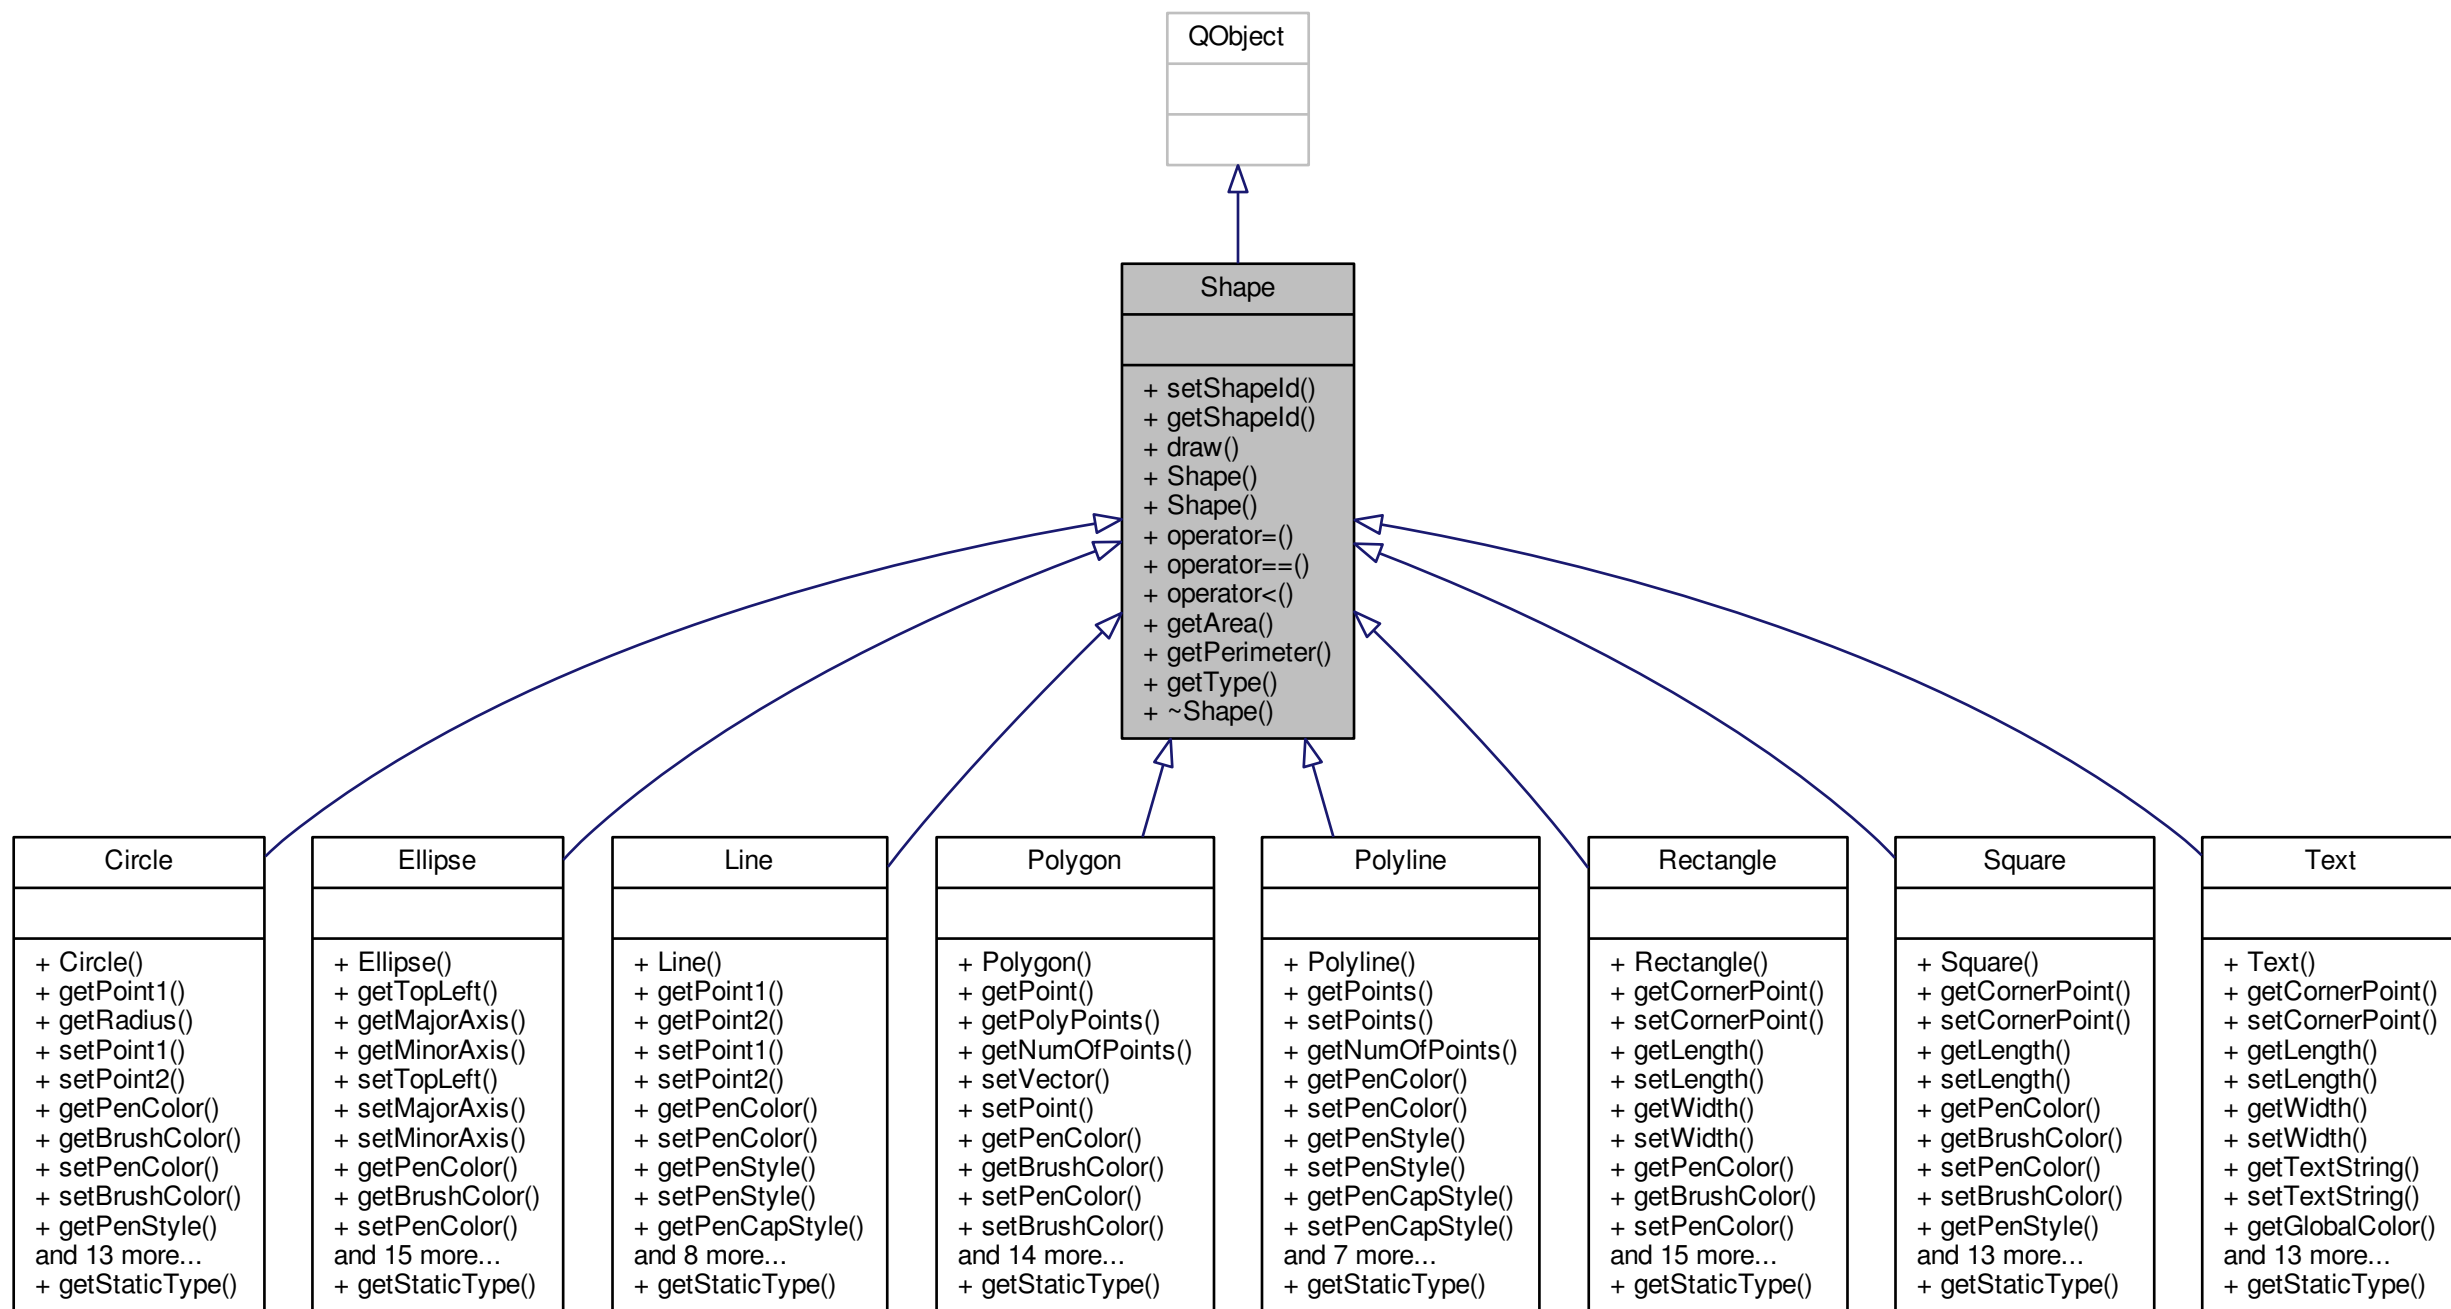 QObject
Shape
+ setShapeId()
+ getShapeId()
+ draw()
+ Shape()
+ Shape()
+ operator=()
+ operator==()
+ operator<()
+ getArea()
+ getPerimeter()
+ getType()
+ ~Shape()
Circle
+ Circle()
+ getPoint1()
+ getRadius()
+ setPoint1()
+ setPoint2()
+ getPenColor()
+ getBrushColor()
+ setPenColor()
+ setBrushColor()
+ getPenStyle()
and 13 more...
+ getStaticType()
Ellipse
+ Ellipse()
+ getTopLeft()
+ getMajorAxis()
+ getMinorAxis()
+ setTopLeft()
+ setMajorAxis()
+ setMinorAxis()
+ getPenColor()
+ getBrushColor()
+ setPenColor()
and 15 more...
+ getStaticType()
Line
+ Line()
+ getPoint1()
+ getPoint2()
+ setPoint1()
+ setPoint2()
+ getPenColor()
+ setPenColor()
+ getPenStyle()
+ setPenStyle()
+ getPenCapStyle()
and 8 more...
+ getStaticType()
Polygon
+ Polygon()
+ getPoint()
+ getPolyPoints()
+ getNumOfPoints()
+ setVector()
+ setPoint()
+ getPenColor()
+ getBrushColor()
+ setPenColor()
+ setBrushColor()
and 14 more...
+ getStaticType()
Polyline
+ Polyline()
+ getPoints()
+ setPoints()
+ getNumOfPoints()
+ getPenColor()
+ setPenColor()
+ getPenStyle()
+ setPenStyle()
+ getPenCapStyle()
+ setPenCapStyle()
and 7 more...
+ getStaticType()
Rectangle
+ Rectangle()
+ getCornerPoint()
+ setCornerPoint()
+ getLength()
+ setLength()
+ getWidth()
+ setWidth()
+ getPenColor()
+ getBrushColor()
+ setPenColor()
and 15 more...
+ getStaticType()
Square
+ Square()
+ getCornerPoint()
+ setCornerPoint()
+ getLength()
+ setLength()
+ getPenColor()
+ getBrushColor()
+ setPenColor()
+ setBrushColor()
+ getPenStyle()
and 13 more...
+ getStaticType()
Text
+ Text()
+ getCornerPoint()
+ setCornerPoint()
+ getLength()
+ setLength()
+ getWidth()
+ setWidth()
+ getTextString()
+ setTextString()
+ getGlobalColor()
and 13 more...
+ getStaticType()